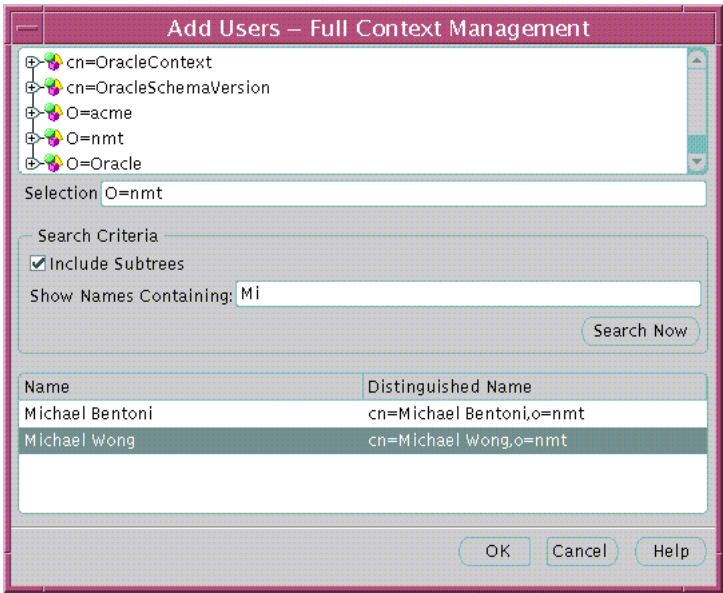 Add Users – Full Context Management
cn=OracleContext
cn=OracleSchemaVersion
O=acme
O=nmt
O=Oracle
Selection O=nmt
Search Criteria
Include Subtrees
Show Names Containing: Mi
Search Now
Name Distinguished Name
Michael Bentoni cn=Michael Bentoni,o=nmt
Michael Wong cn=Michael Wong,o=nmt
OK Cancel Help